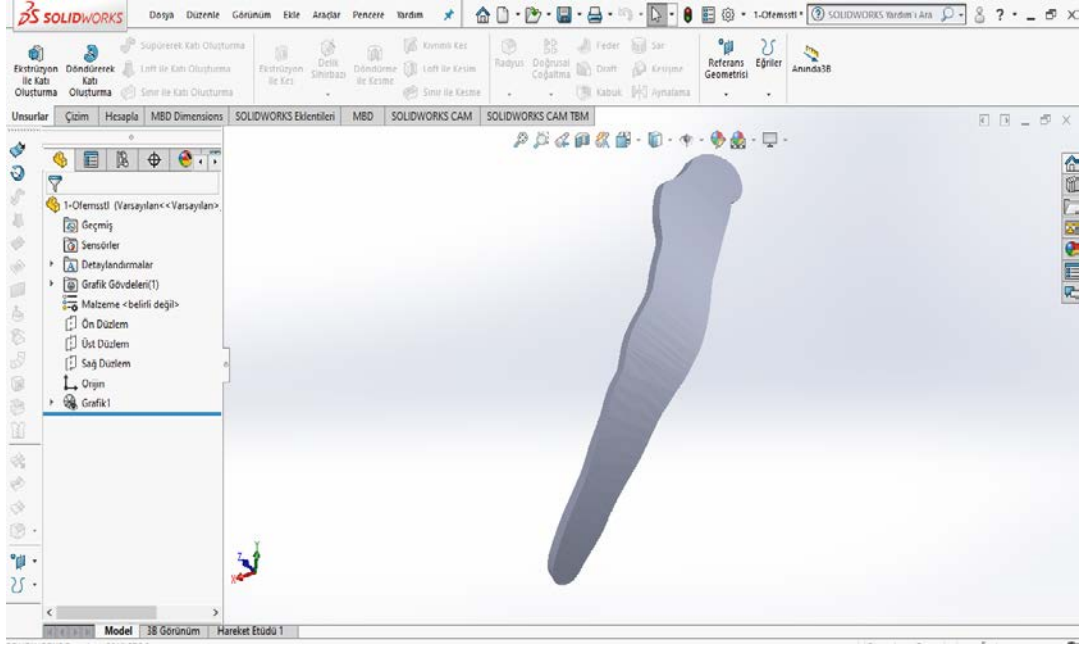 SOLIDWORKS Dosya Düzenle Görünüm Ekle Araçlar Pencere Yardım 1-Ofemsstl SOLIDWORKS Yardım'ı Ara
Ekstrüzyon ile Katı Oluşturma
Döndürerek Katı Oluşturma
Süpürerek Katı Oluşturma
Loft ile Katı Oluşturma
Sınır ile Katı Oluşturma
Ekstrüzyon ile Kes
Delik Sihirbazı
Döndürme ile Kesme
Loft ile Kesim
Sınır ile Kesme
Radyus
Doğrusal Çoğaltma
Feder
Draft
Kabuk
Sar
Kesişme
Aynalama
Referans Geometrisi
Eğriler
Anında3B
Unsurlar Çizim Hesapla MBD Dimensions SOLIDWORKS Eklentileri MBD SOLIDWORKS CAM SOLIDWORKS CAM TBM
1-Ofemsstl (Varsayılan<<Varsayılan>
Geçmiş
Sensörler
Detaylandırmalar
Grafik Gövdeleri(1)
Malzeme <belirli değil>
Ön Düzlem
Üst Düzlem
Sağ Düzlem
Orijin
Grafik1
Y
Z
X
Model 3B Görünüm Hareket Etüdü 1